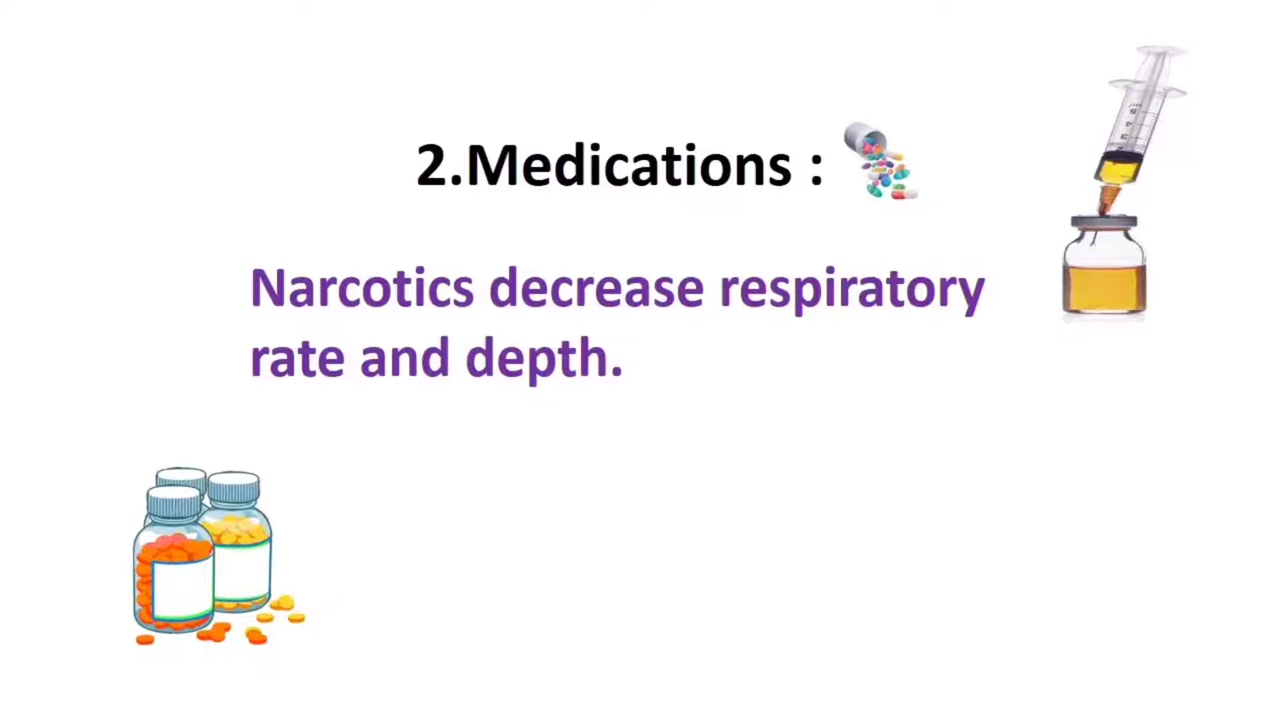 2.Medications :
Narcotics decrease respiratory
rate and depth.